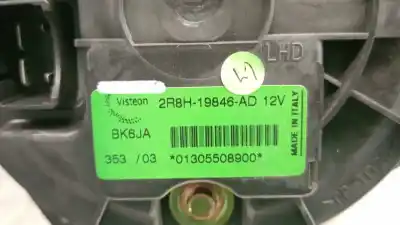 LHD
Visteon 2R8H-19846-AD 12V
BK6JA
353 /03 *01305508900*
MADE IN ITALY